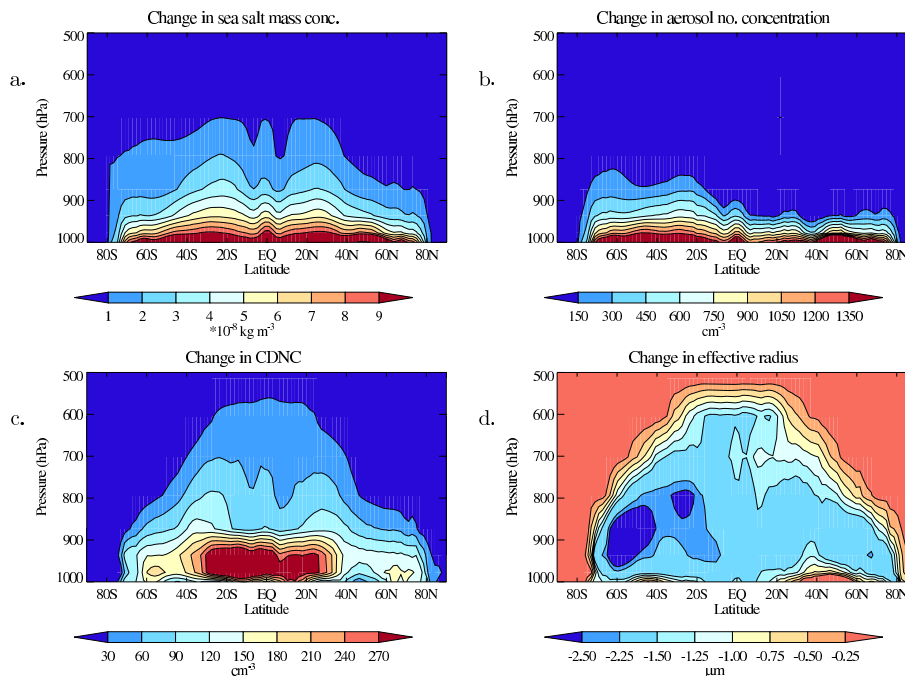 Change in sea salt mass conc.
a.
500
600
700
800
900
1000
Pressure (hPa)
80S 60S 40S 20S EQ 20N 40N 60N 80N
Latitude
1 2 3 4 5 6 7 8 9
*10⁻⁸ kg m⁻³
Change in aerosol no. concentration
b.
500
600
700
800
900
1000
Pressure (hPa)
80S 60S 40S 20S EQ 20N 40N 60N 80N
Latitude
150 300 450 600 750 900 1050 1200 1350
cm⁻³
Change in CDNC
c.
500
600
700
800
900
1000
Pressure (hPa)
80S 60S 40S 20S EQ 20N 40N 60N 80N
Latitude
30 60 90 120 150 180 210 240 270
cm⁻³
Change in effective radius
d.
500
600
700
800
900
1000
Pressure (hPa)
80S 60S 40S 20S EQ 20N 40N 60N 80N
Latitude
-2.50 -2.25 -1.50 -1.25 -1.00 -0.75 -0.50 -0.25
µm